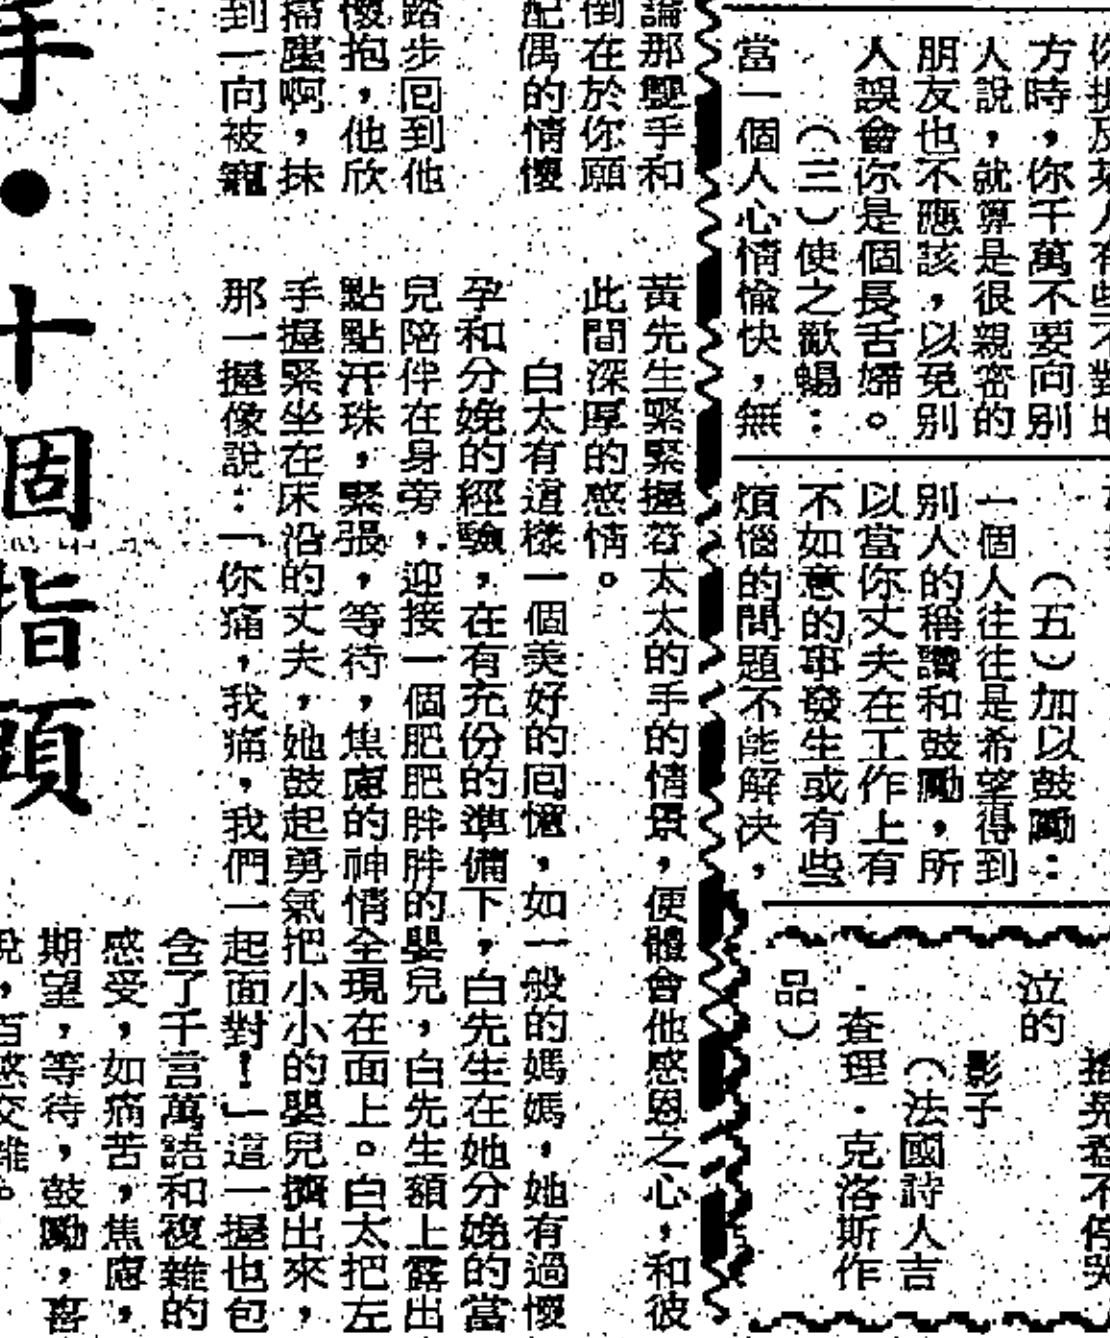 方時，你千萬不要向别
人說，就算是很親密的
朋友也不應該，以免别
人誤會你是個長舌婦。
（三）使之歡暢：
當一個人心情愉快，無
（五）加以鼓勵：
一個人往往是希望得到
别人的稱讚和鼓勵，所
以當你丈夫在工作上有
不如意的事發生或有些
煩惱的問題不能解决，
搖晃着不停哭
泣的
影子
（法國詩人吉
·查理·克洛斯作
品）
論那雙手和
倒在於你願
配偶的情懷
踏步回到他
懷抱，他欣
痛塵啊，抹
到一向被寵
黃先生緊緊握着太太的手的情景，便體會他感恩之心，和彼
此間深厚的感情。
白太有這樣一個美好的回憶，如一般的媽媽，她有過懷
孕和分娩的經驗，在有充份的準備下，白先生在她分娩的當
兒陪伴在身旁，迎接一個肥肥胖胖的嬰兒，白先生額上露出
點點汗珠，緊張，等待，焦慮的神情全現在面上。白太把左
手握緊坐在床沿的丈夫，她鼓起勇氣把小小的嬰兒擠出來，
那一握像說：「你痛，我痛，我們一起面對！」這一握也包
含了千言萬語和複雜的
感受，如痛苦，焦慮，
期望，等待，鼓勵，喜
悅，百感交雜。
手·十個指頭